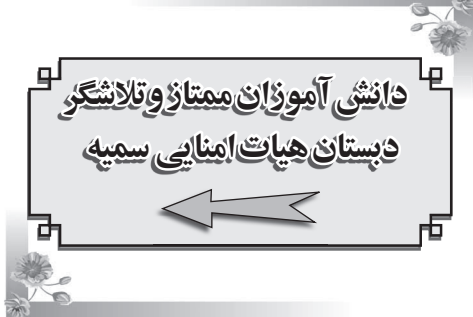 دانش آموزان ممتاز و تلاشگر
دبستان هیات امنایی سمیه